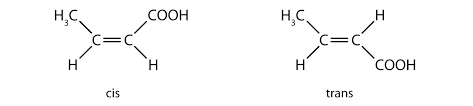 H₃C COOH H₃C H
C=C C=C
H H H COOH
cis trans